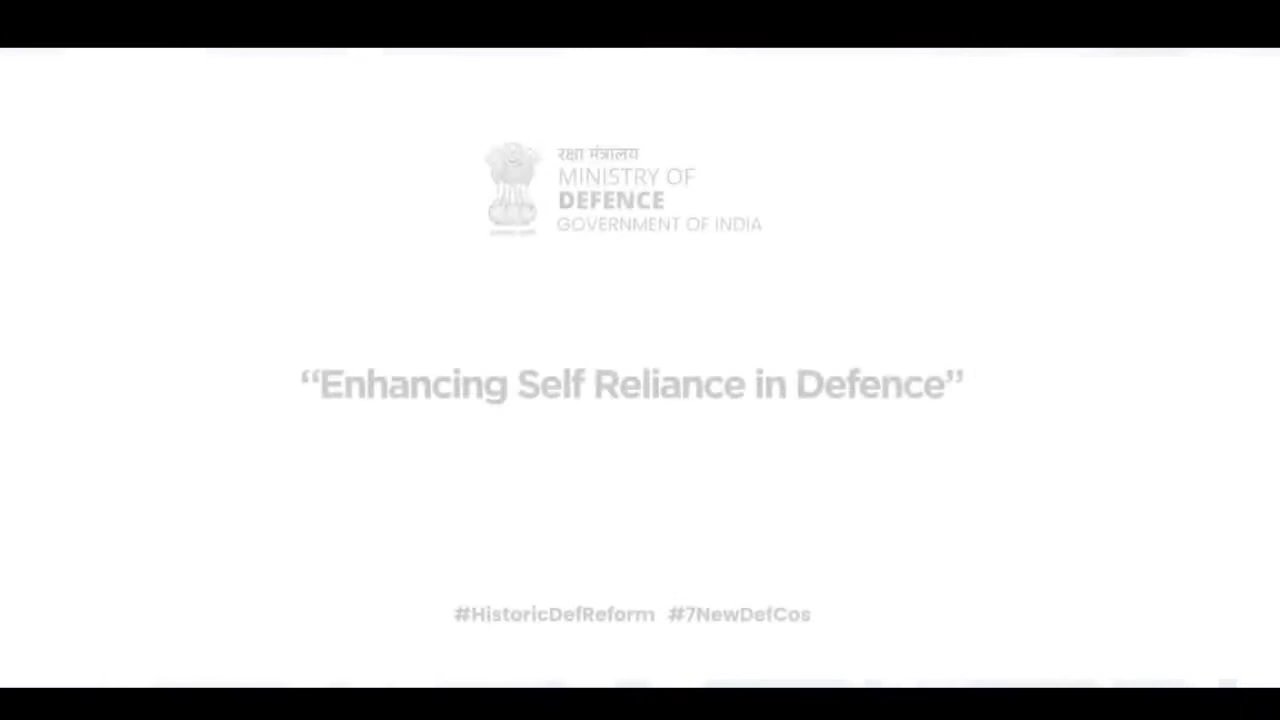 रक्षा मंत्रालय
MINISTRY OF
DEFENCE
GOVERNMENT OF INDIA
“Enhancing Self Reliance in Defence”
#HistoricDefReform #7NewDefCos